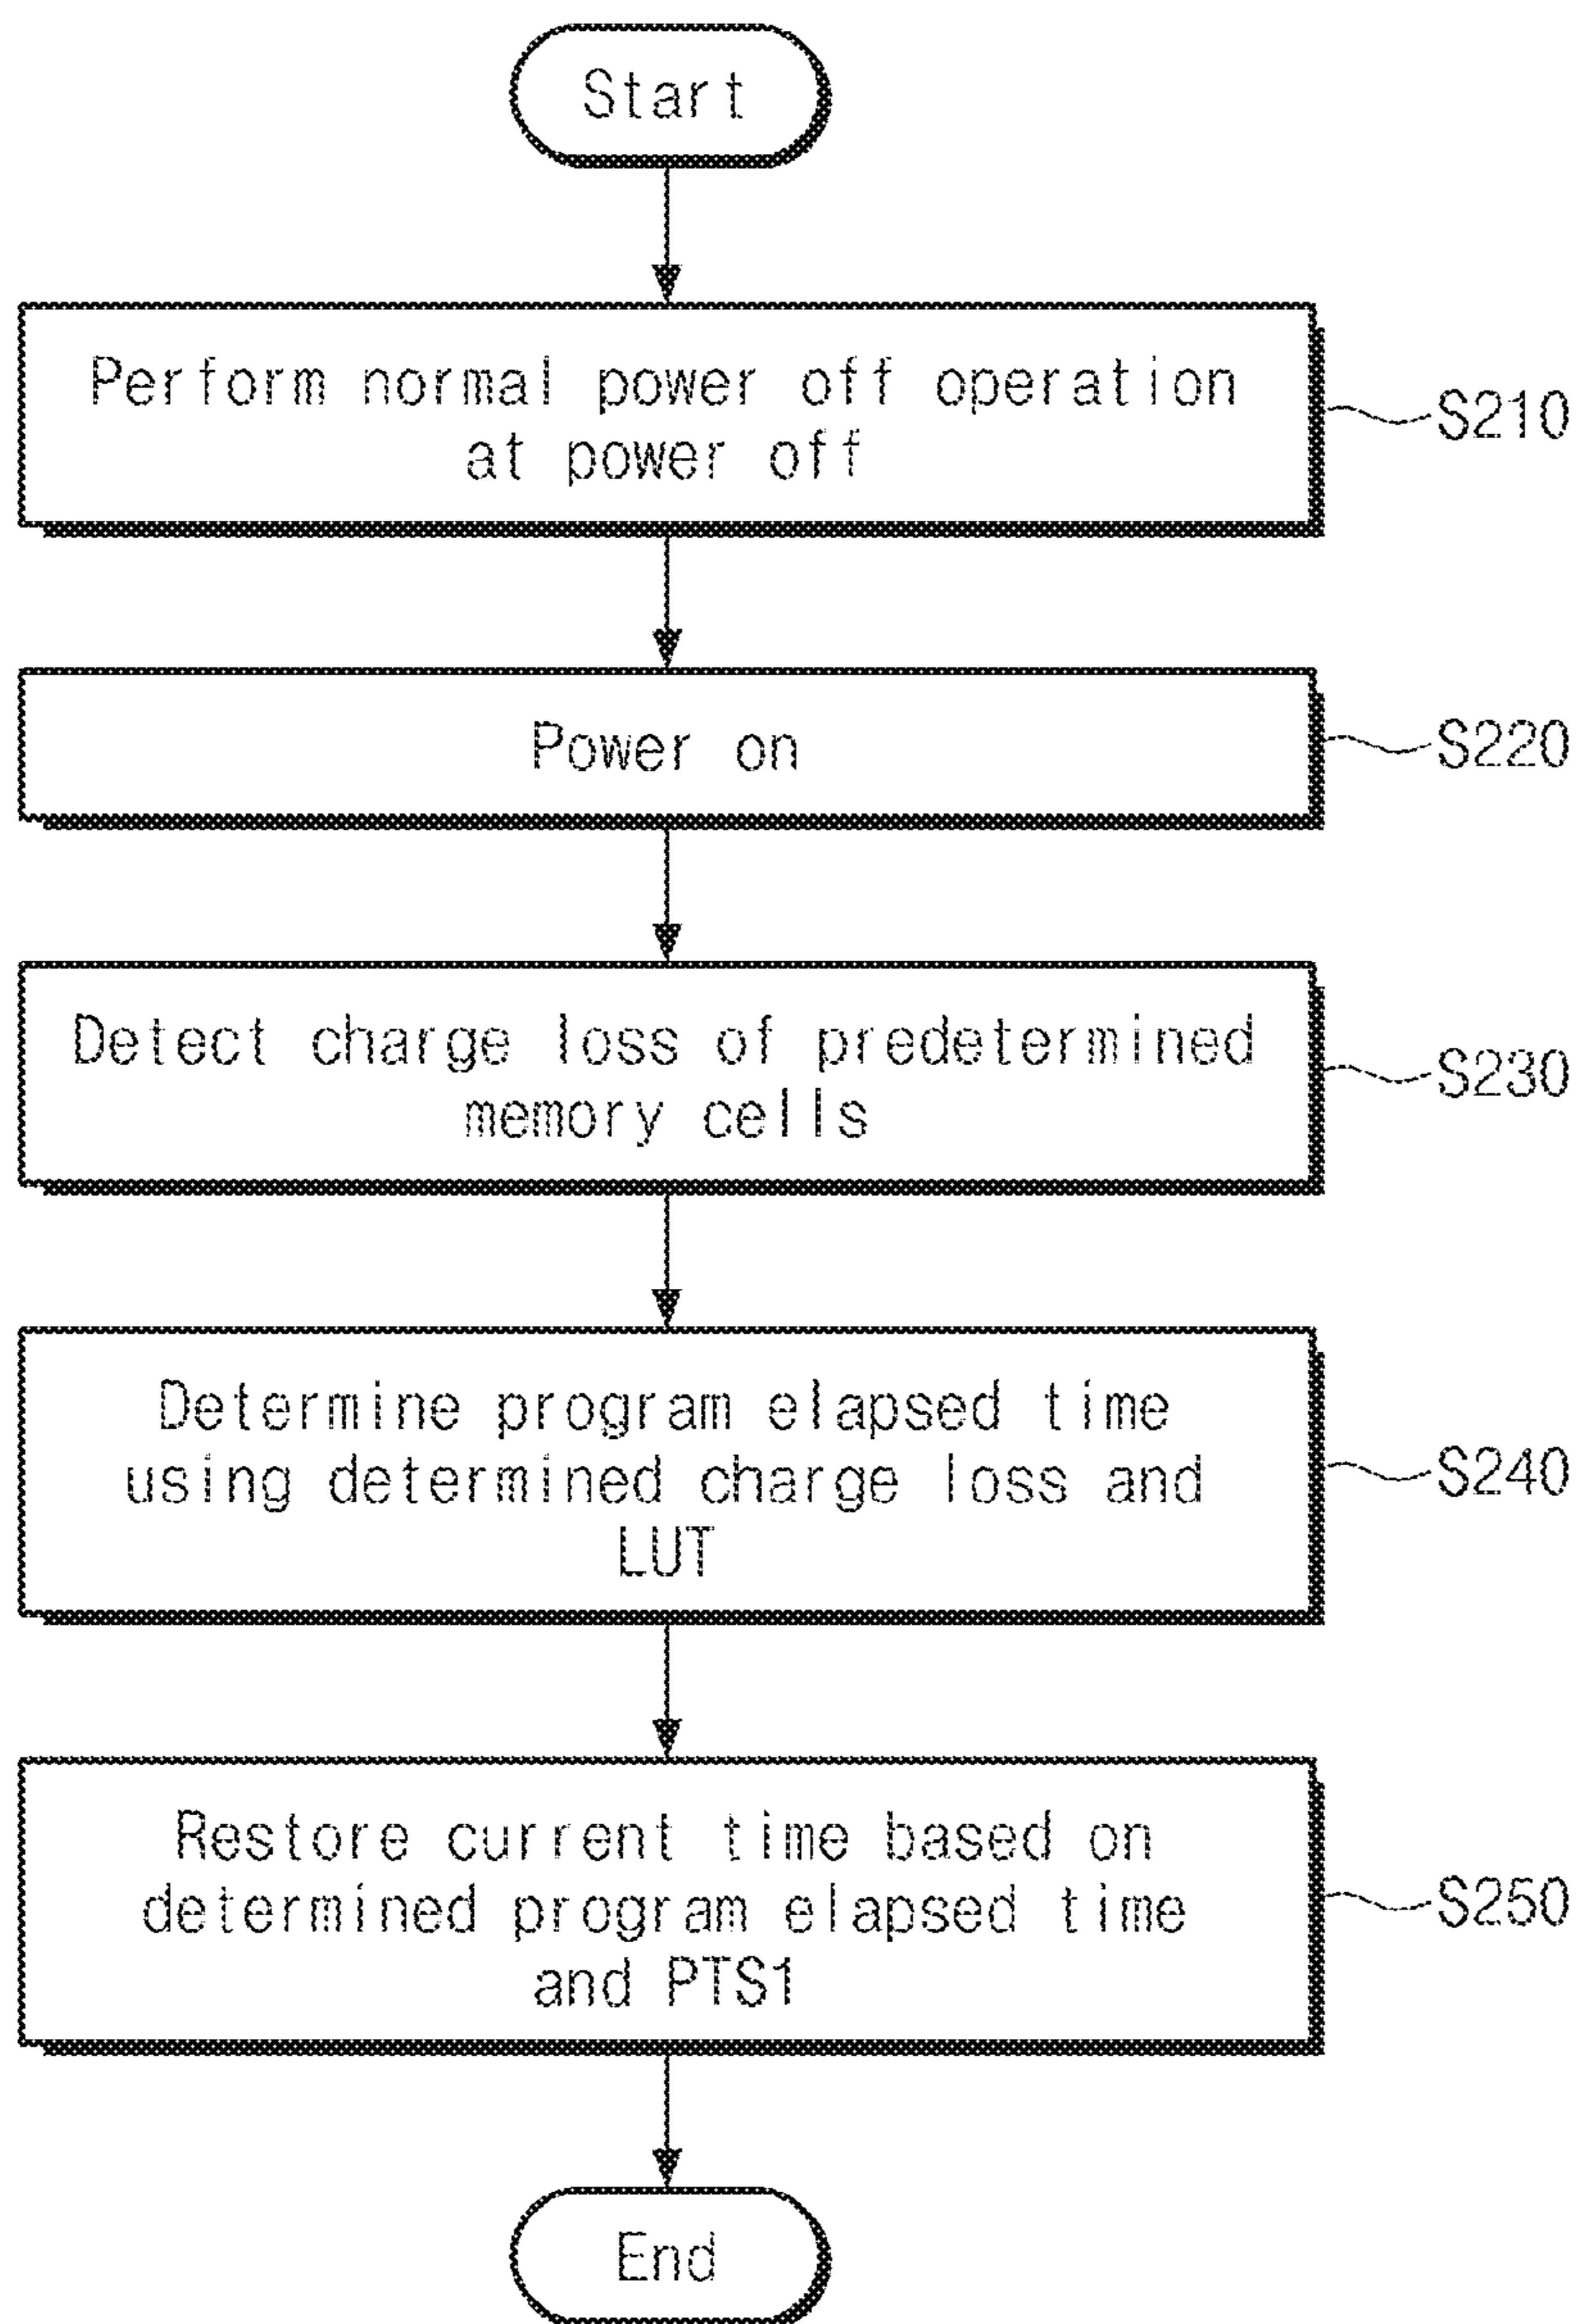 Start
Perform normal power off operation
at power off
S210
Power on
S220
Detect charge loss of predetermined
memory cells
S230
Determine program elapsed time
using determined charge loss and
LUT
S240
Restore current time based on
determined program elapsed time
and PTS1
S250
End